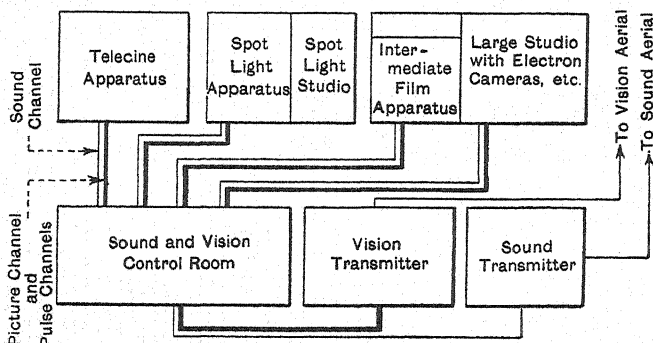 Telecine
Apparatus
Spot
Light
Apparatus
Spot
Light
Studio
Inter-
mediate
Film
Apparatus
Large Studio
with Electron
Cameras, etc.
To Vision Aerial
To Sound Aerial
Sound
Channel
Picture Channel
and
Pulse Channels
Sound and Vision
Control Room
Vision
Transmitter
Sound
Transmitter